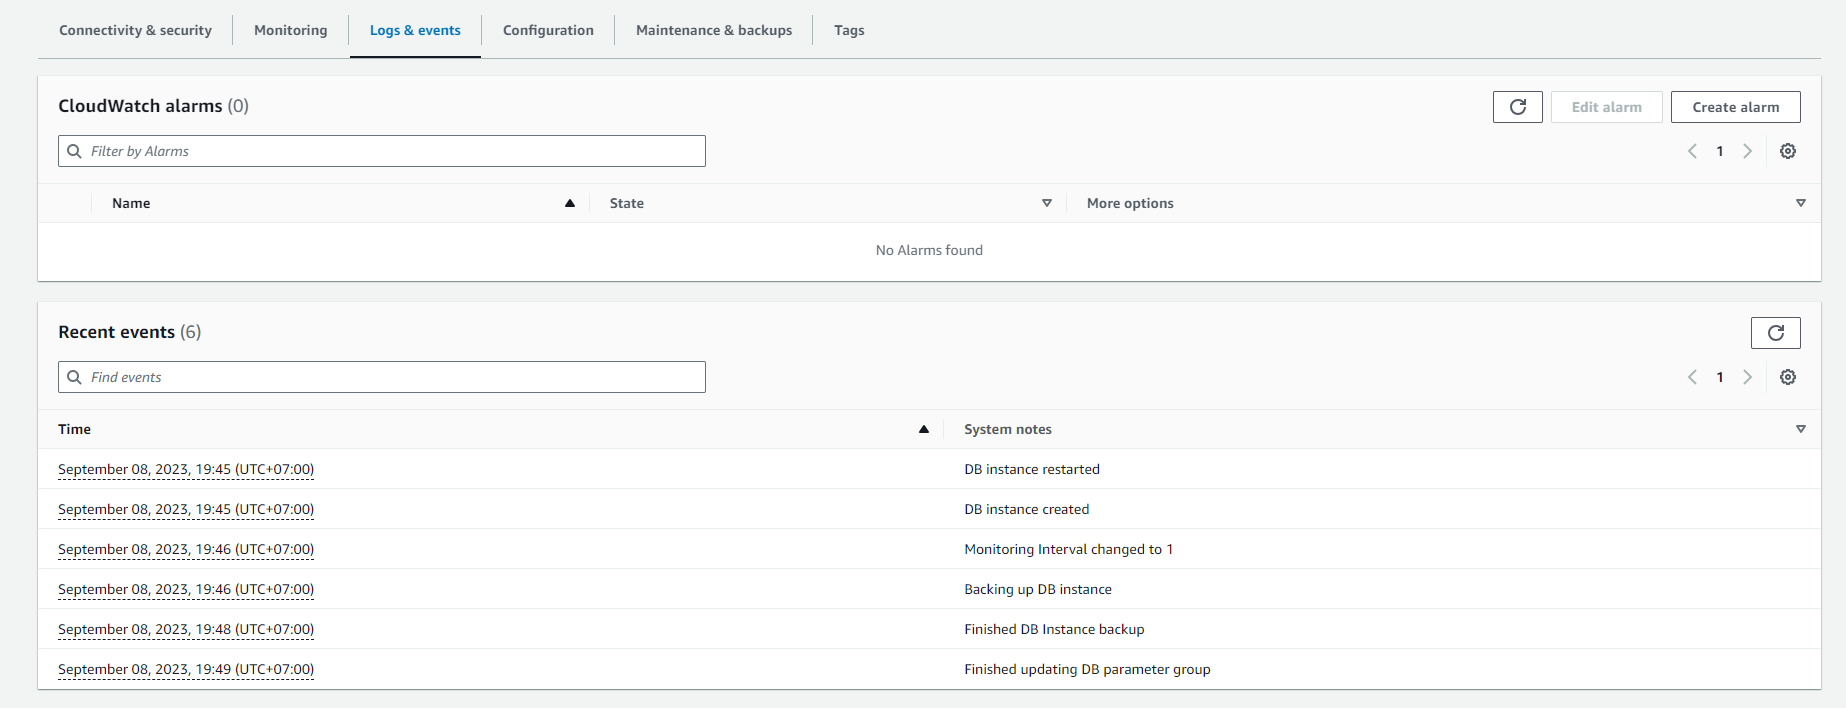 Connectivity & security Monitoring Logs & events Configuration Maintenance & backups Tags
CloudWatch alarms (0)
Edit alarm Create alarm
Filter by Alarms
1
Name State More options
No Alarms found
Recent events (6)
Find events
1
Time System notes
September 08, 2023, 19:45 (UTC+07:00) DB instance restarted
September 08, 2023, 19:45 (UTC+07:00) DB instance created
September 08, 2023, 19:46 (UTC+07:00) Monitoring Interval changed to 1
September 08, 2023, 19:46 (UTC+07:00) Backing up DB instance
September 08, 2023, 19:48 (UTC+07:00) Finished DB Instance backup
September 08, 2023, 19:49 (UTC+07:00) Finished updating DB parameter group